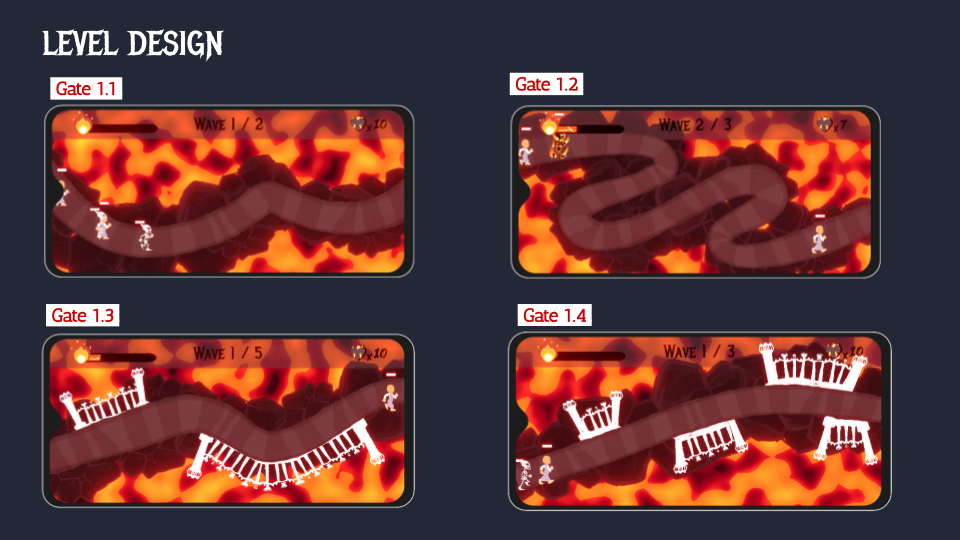 LEVEL DESIGN
Gate 1.1
WAVE 1 / 2
x10
Gate 1.2
WAVE 2 / 3
x7
Gate 1.3
WAVE 1 / 5
x10
Gate 1.4
WAVE 1 / 3
x10